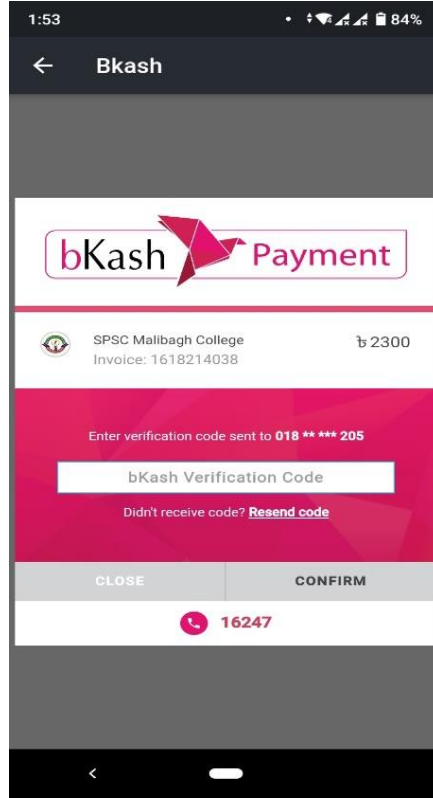 1:53 84%
Bkash
bKash Payment
SPSC Malibagh College ৳ 2300
Invoice: 1618214038
Enter verification code sent to 018 ** *** 205
bKash Verification Code
Didn't receive code? Resend code
CLOSE CONFIRM
16247